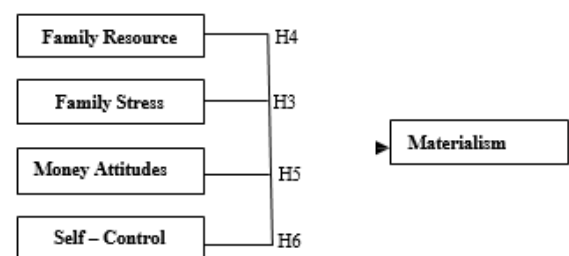 Family Resource
H4
Family Stress
H3
Materialism
Money Attitudes
H5
Self – Control
H6